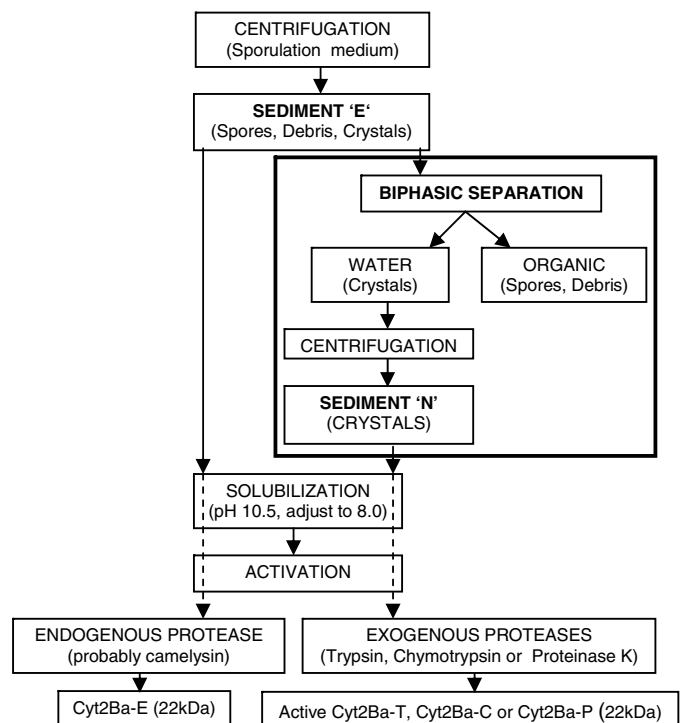 CENTRIFUGATION
(Sporulation medium)
SEDIMENT 'E'
(Spores, Debris, Crystals)
BIPHASIC SEPARATION
WATER
(Crystals)
ORGANIC
(Spores, Debris)
CENTRIFUGATION
SEDIMENT 'N'
(CRYSTALS)
SOLUBILIZATION
(pH 10.5, adjust to 8.0)
ACTIVATION
ENDOGENOUS PROTEASE
(probably camelysin)
EXOGENOUS PROTEASES
(Trypsin, Chymotrypsin or Proteinase K)
Cyt2Ba-E (22kDa)
Active Cyt2Ba-T, Cyt2Ba-C or Cyt2Ba-P (22kDa)